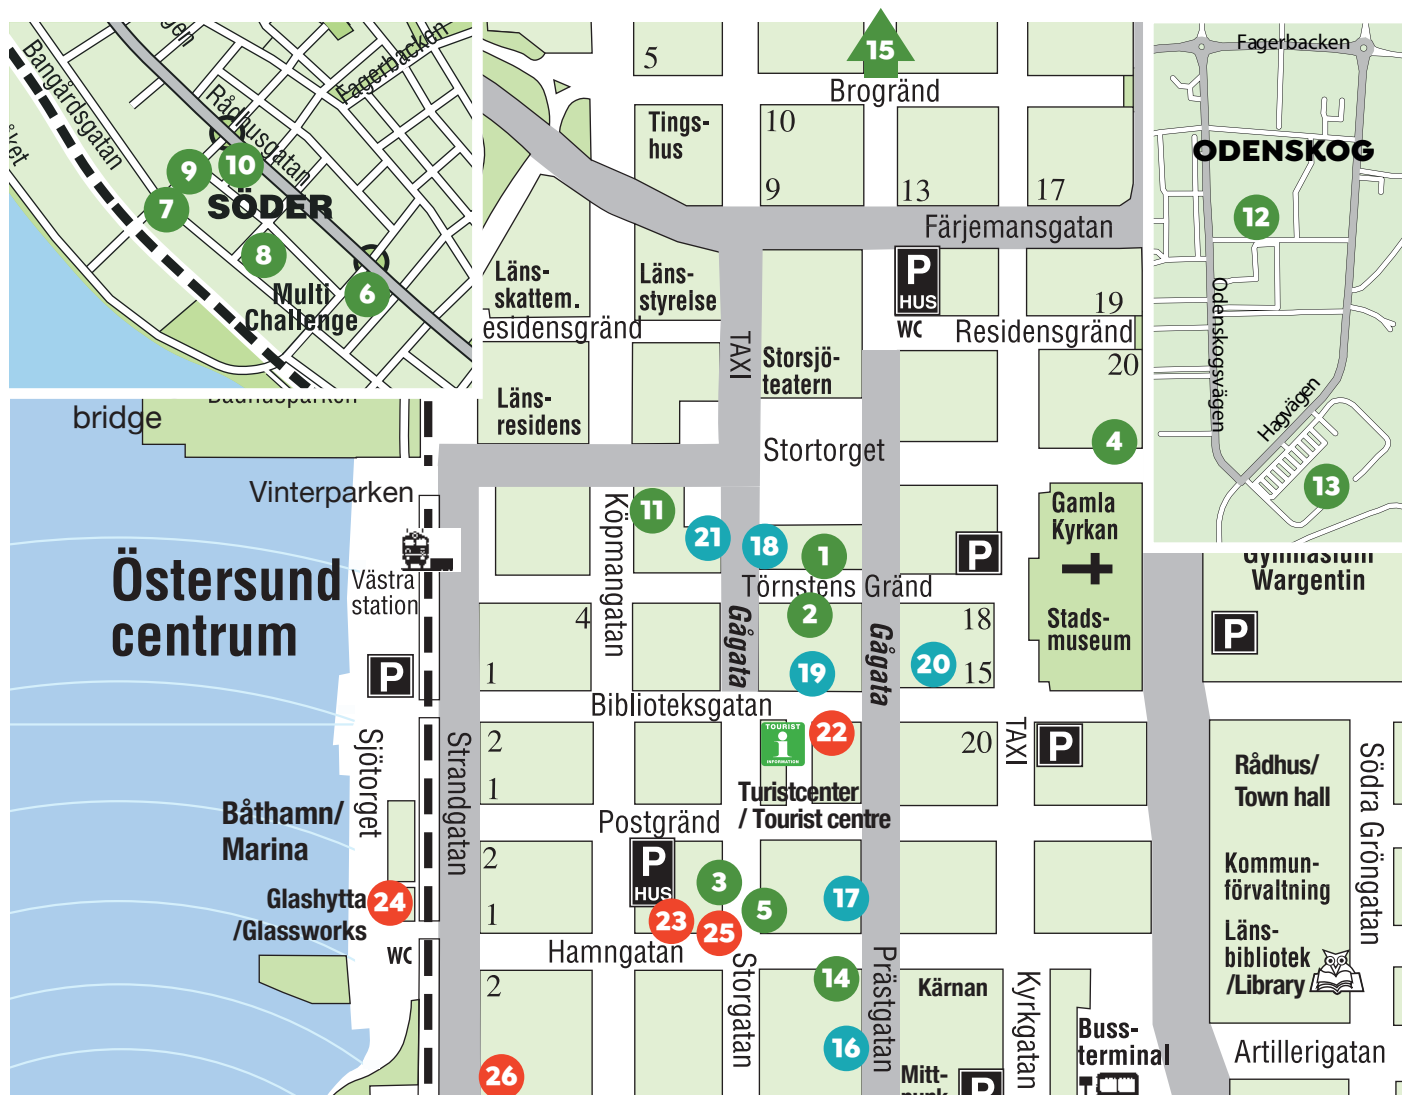 Bangårdsgatan
Rådhusgatan
Fagerbacken
9
10
7
SÖDER
8
6
Multi
Challenge
15
5
Brogränd
Tings-
hus
10
9
13
17
Färjemansgatan
Läns-
skattem.
Läns-
styrelse
P
HUS
WC
19
esidensgränd
TAXI
Residensgränd
Storsjö-
teatern
20
Läns-
residens
4
Stortorget
Fagerbacken
ODENSKOG
12
Odenskogsvägen
Hagvägen
13
bridge
Vinterparken
Östersund
centrum
Västra
station
P
Köpmangatan
11
21
18
1
P
Gamla
Kyrkan
Törnstens Gränd
2
Gågata
Gågata
4
1
19
20
18
15
Stads-
museum
Gymnasium
Wargentin
P
Biblioteksgatan
Sjötorget
Strandgatan
2
1
TOURIST
i
INFORMATION
22
20
TAXI
P
Turistcenter
/ Tourist centre
Båthamn/
Marina
Postgränd
P
HUS
2
1
3
5
17
23
25
Glashytta
/Glassworks
24
WC
Hamngatan
Storgatan
2
14
16
26
Prästgatan
Kärnan
Mitt-
P
Kyrkgatan
Buss-
terminal
Rådhus/
Town hall
Kommun-
förvaltning
Läns-
bibliotek
/Library
Södra Gröngatan
Artillerigatan